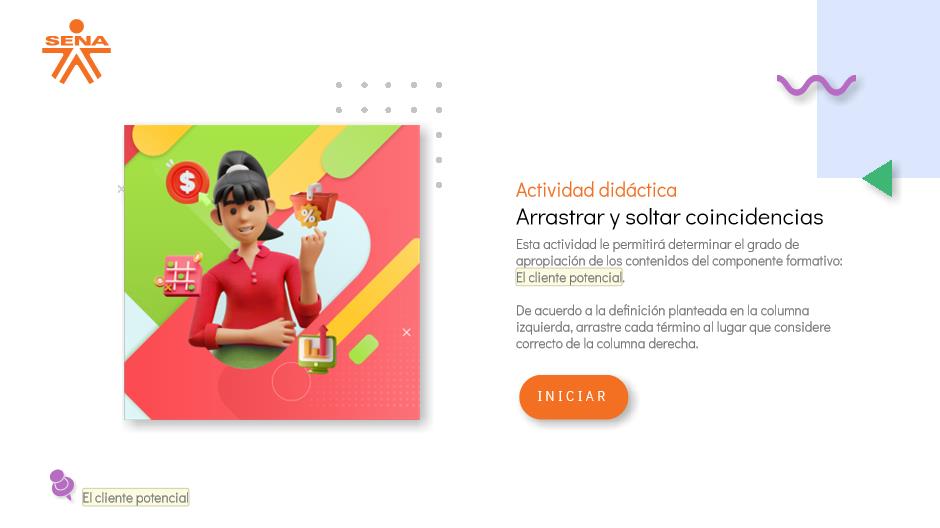 SENA
Actividad didáctica
Arrastrar y soltar coincidencias
Esta actividad le permitirá determinar el grado de
apropiación de los contenidos del componente formativo:
El cliente potencial.
De acuerdo a la definición planteada en la columna
izquierda, arrastre cada término al lugar que considere
correcto de la columna derecha.
INICIAR
El cliente potencial